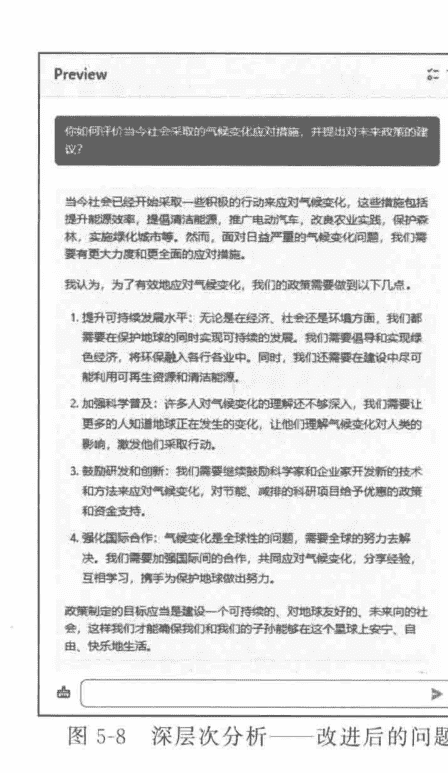 Preview
你如何评价当今社会采取的气候变化应对措施，并提出对未来政策的建
议？
当今社会已经开始采取一些积极的行动来应对气候变化，这些措施包括
提升能源效率，提倡清洁能源，推广电动汽车，改良农业实践，保护森
林，实施绿化城市等。然而，面对日益严重的气候变化问题，我们需
要有更大力度和更全面的应对措施。
我认为，为了有效地应对气候变化，我们的政策需要做到以下几点。
1. 提升可持续发展水平：无论是在经济、社会还是环境方面，我们都
需要在保护地球的同时实现可持续的发展。我们需要倡导和实现绿
色经济，将环保融入各行各业中。同时，我们还需要在建设中尽可
能利用可再生资源和清洁能源。
2. 加强科学普及：许多人对气候变化的理解还不够深入，我们需要让
更多的人知道地球正在发生的变化，让他们理解气候变化对人类的
影响，激发他们采取行动。
3. 鼓励研发和创新：我们需要继续鼓励科学家和企业家开发新的技术
和方法来应对气候变化，对节能、减排的科研项目给予优惠的政策
和资金支持。
4. 强化国际合作：气候变化是全球性的问题，需要全球的努力去解
决。我们需要加强国际间的合作，共同应对气候变化，分享经验，
互相学习，携手为保护地球做出努力。
政策制定的目标应当是建设一个可持续的、对地球友好的、未来向的社
会，这样我们才能确保我们和我们的子孙能够在这个星球上安宁、自
由、快乐地生活。
图 5-8 深层次分析——改进后的问题